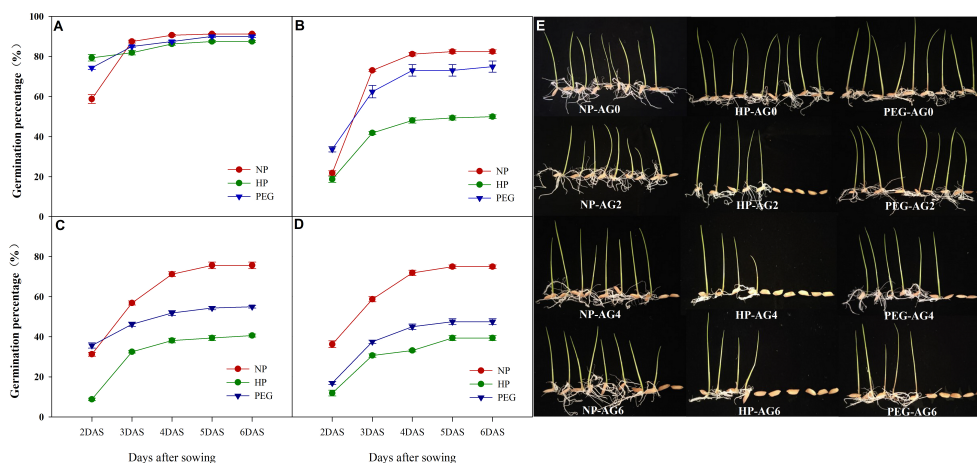 A
Germination percentage (%)
100
80
60
40
20
0
NP
HP
PEG
B
NP
HP
PEG
C
Germination percentage (%)
80
60
40
20
0
NP
HP
PEG
2DAS 3DAS 4DAS 5DAS 6DAS
Days after sowing
D
NP
HP
PEG
2DAS 3DAS 4DAS 5DAS 6DAS
Days after sowing
E
NP-AG0 HP-AG0 PEG-AG0
NP-AG2 HP-AG2 PEG-AG2
NP-AG4 HP-AG4 PEG-AG4
NP-AG6 HP-AG6 PEG-AG6